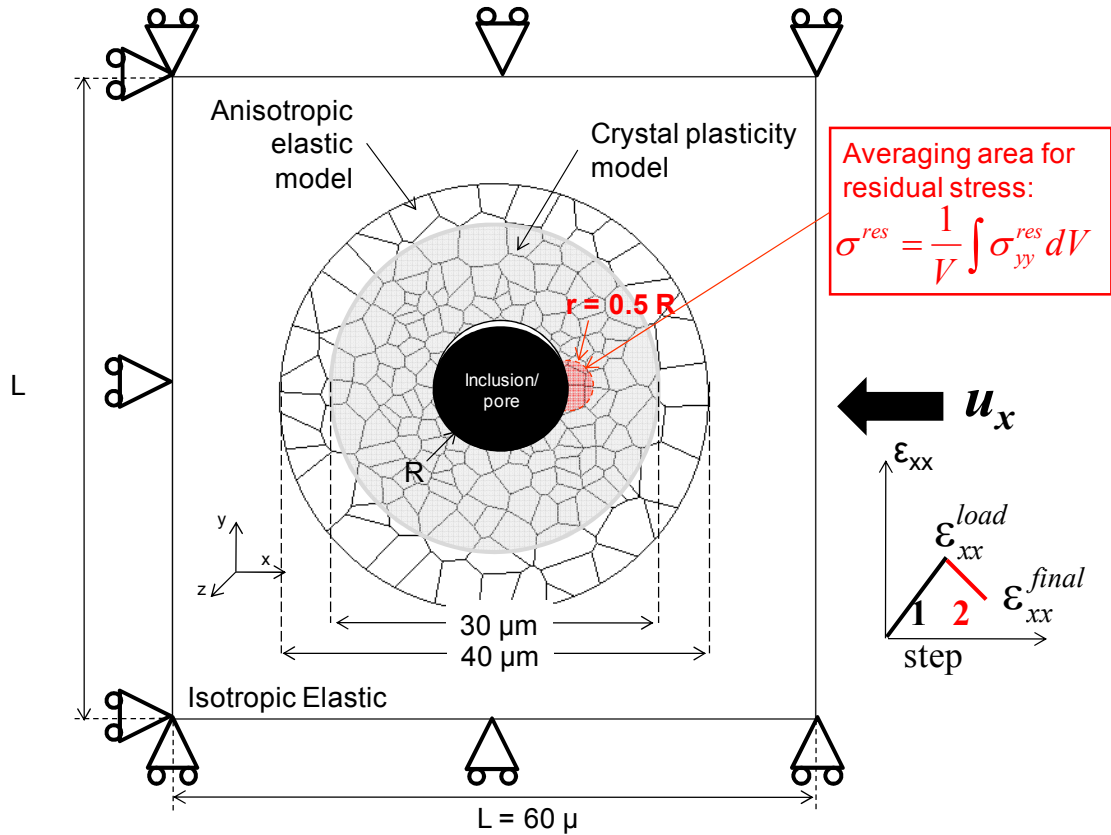 Anisotropic
elastic
model
Crystal plasticity
model
Averaging area for
residual stress:
σ^res = 1/V ∫ σ_yy^res dV
r = 0.5 R
Inclusion/
pore
R
L
u_x
ε_xx
ε_xx^load
ε_xx^final
1
2
step
y
x
z
30 µm
40 µm
Isotropic Elastic
L = 60 µ